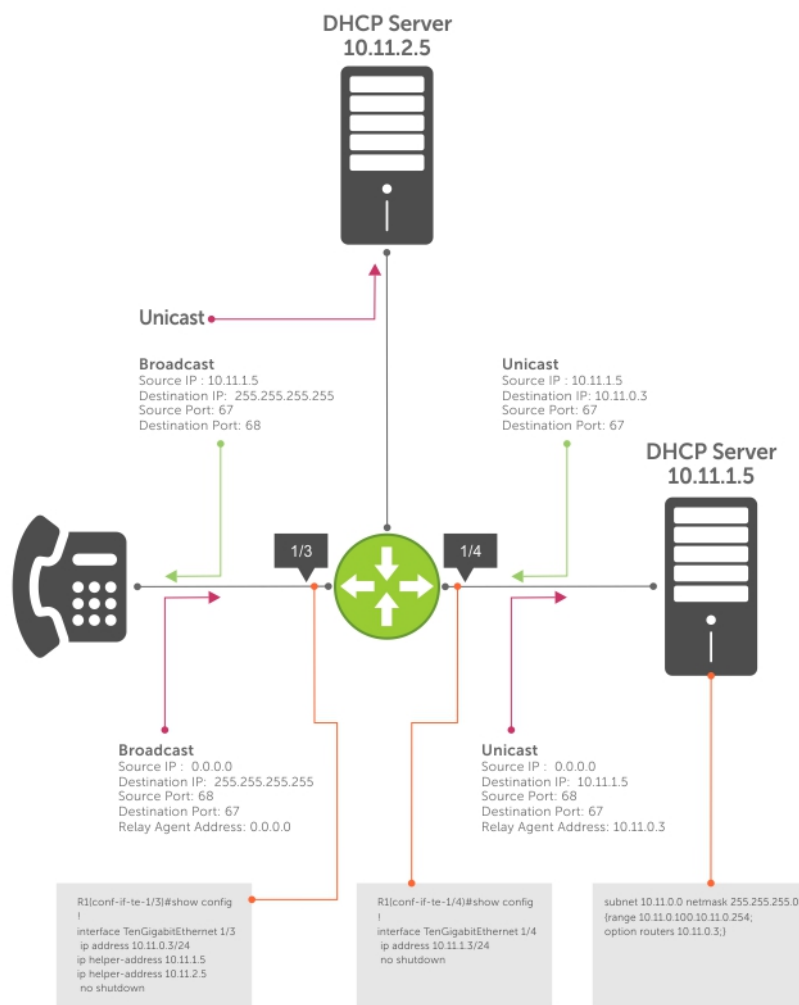 DHCP Server
10.11.2.5
Unicast
Broadcast
Source IP : 10.11.1.5
Destination IP: 255.255.255.255
Source Port: 67
Destination Port: 68
Unicast
Source IP : 10.11.1.5
Destination IP: 10.11.0.3
Source Port: 67
Destination Port: 67
DHCP Server
10.11.1.5
1/3
1/4
Broadcast
Source IP : 0.0.0.0
Destination IP: 255.255.255.255
Source Port: 68
Destination Port: 67
Relay Agent Address: 0.0.0.0
Unicast
Source IP : 0.0.0.0
Destination IP: 10.11.1.5
Source Port: 68
Destination Port: 67
Relay Agent Address: 10.11.0.3
R1(conf-if-te-1/3)#show config
!
interface TenGigabitEthernet 1/3
ip address 10.11.0.3/24
ip helper-address 10.11.1.5
ip helper-address 10.11.2.5
no shutdown
R1(conf-if-te-1/4)#show config
!
interface TenGigabitEthernet 1/4
ip address 10.11.1.3/24
no shutdown
subnet 10.11.0.0 netmask 255.255.255.0
{range 10.11.0.100.10.11.0.254;
option routers 10.11.0.3;}